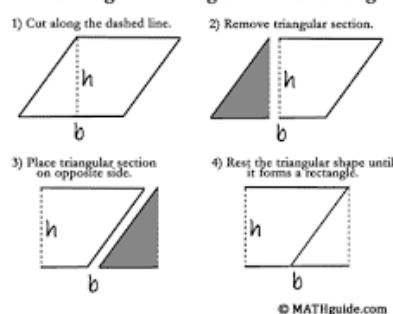 1) Cut along the dashed line.
2) Remove triangular section.
h
b
h
b
3) Place triangular section
on opposite side.
4) Rest the triangular shape until
it forms a rectangle.
h
b
h
b
© MATHguide.com